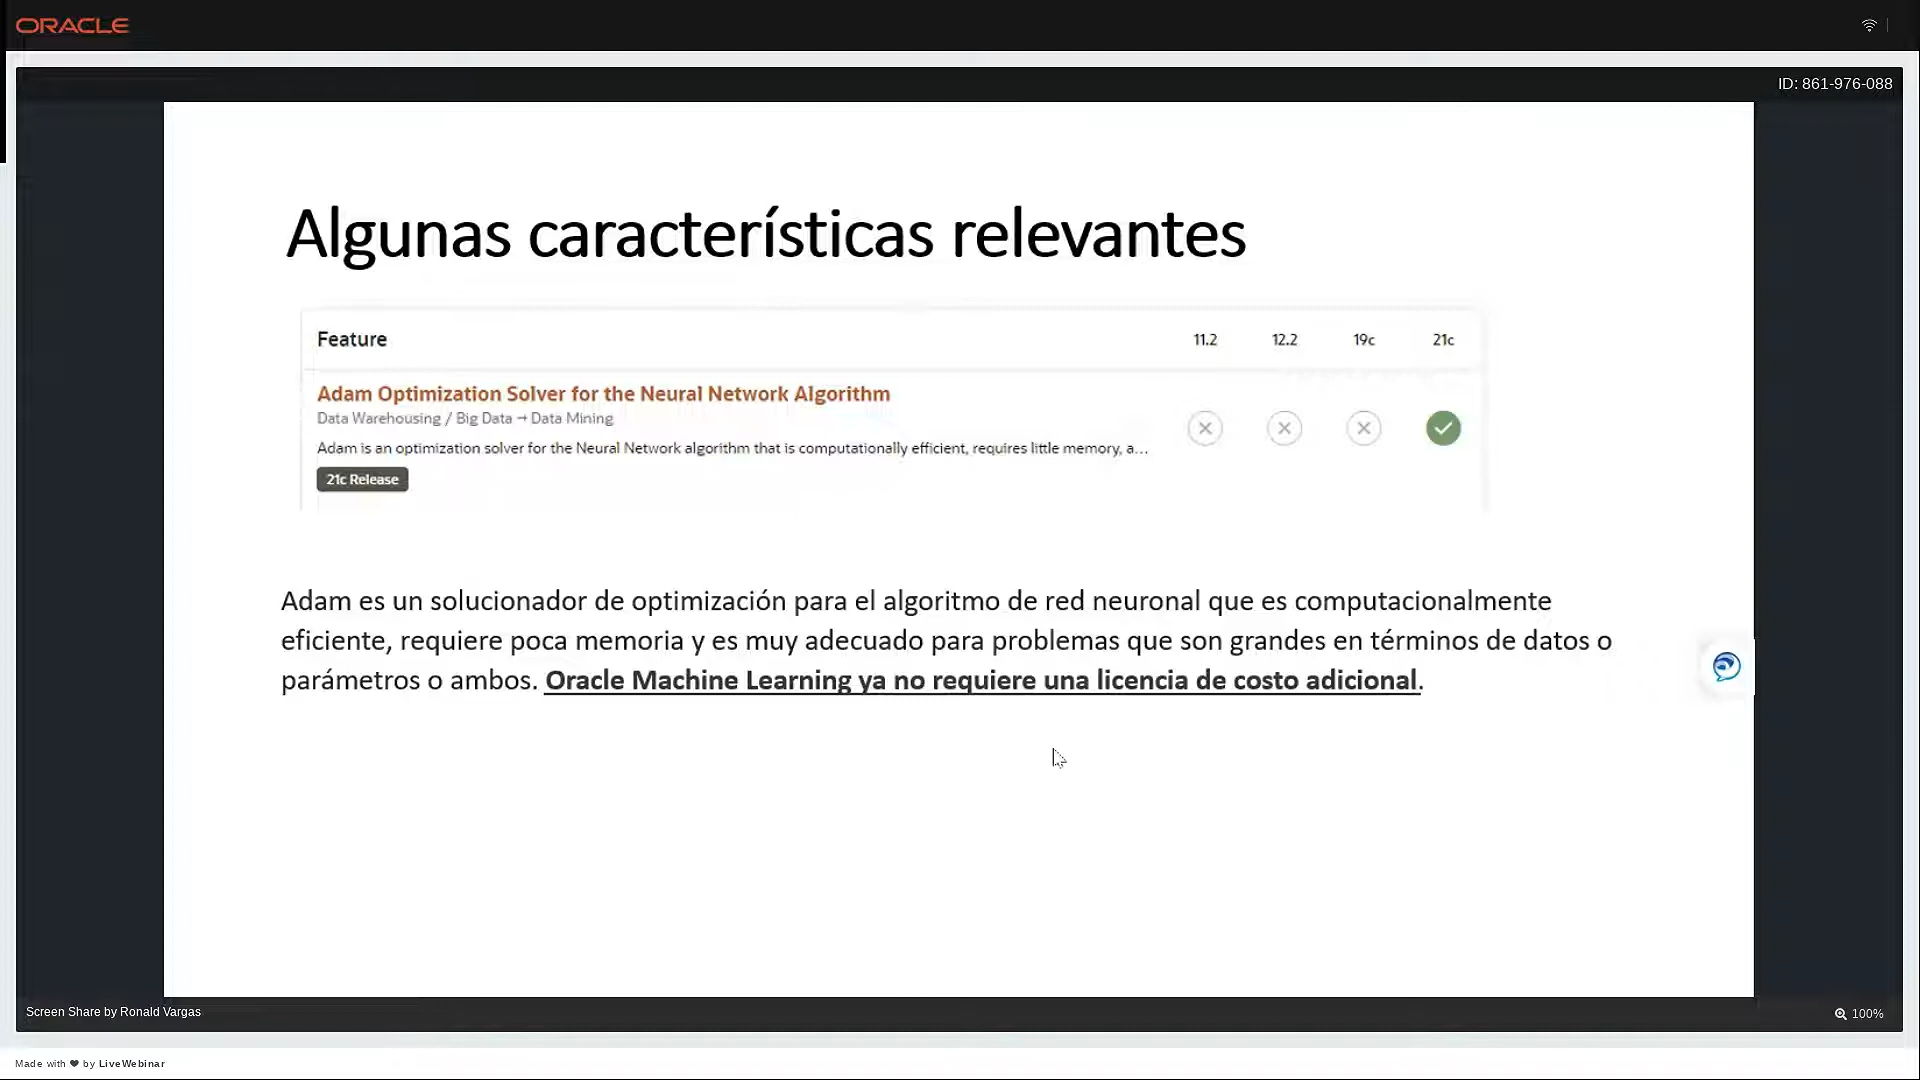 ORACLE
ID: 861-976-088
Algunas características relevantes
Feature 11.2 12.2 19c 21c
Adam Optimization Solver for the Neural Network Algorithm
Data Warehousing / Big Data → Data Mining
Adam is an optimization solver for the Neural Network algorithm that is computationally efficient, requires little memory, a...
21c Release
Adam es un solucionador de optimización para el algoritmo de red neuronal que es computacionalmente
eficiente, requiere poca memoria y es muy adecuado para problemas que son grandes en términos de datos o
parámetros o ambos. Oracle Machine Learning ya no requiere una licencia de costo adicional.
Screen Share by Ronald Vargas
100%
Made with ❤ by LiveWebinar